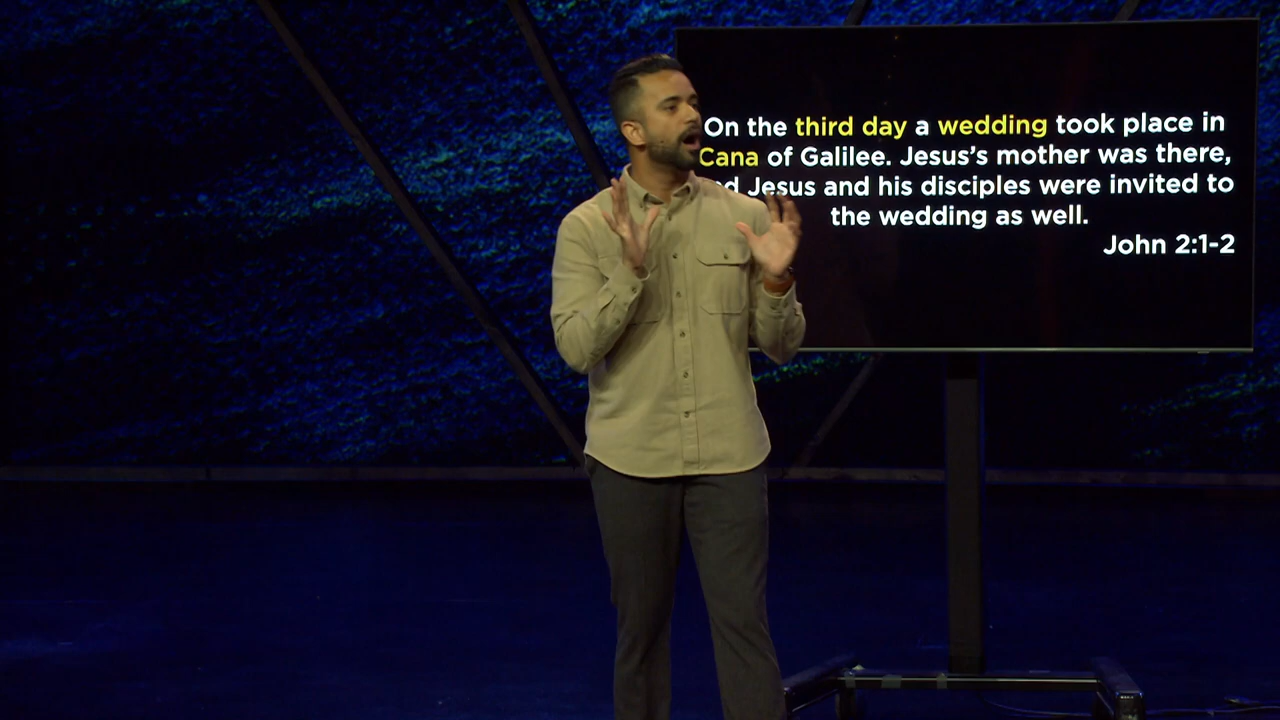 On the third day a wedding took place in
Cana of Galilee. Jesus’s mother was there,
Jesus and his disciples were invited to
the wedding as well.
John 2:1-2